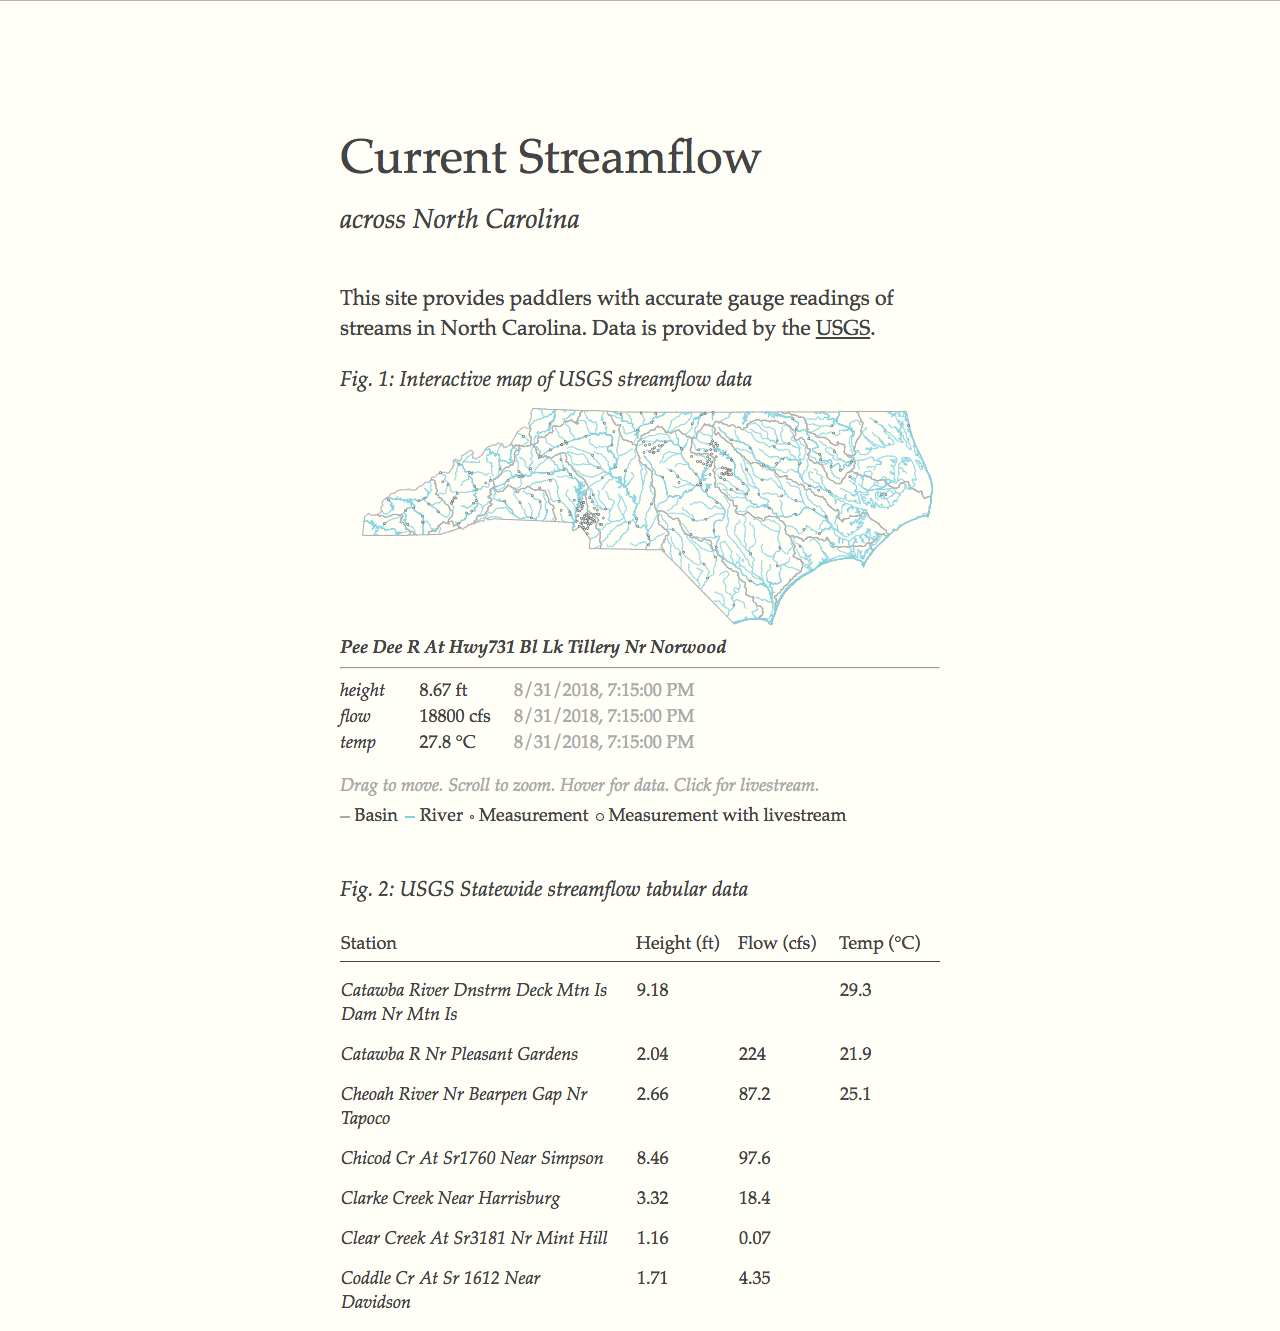 Current Streamflow
across North Carolina
This site provides paddlers with accurate gauge readings of
streams in North Carolina. Data is provided by the USGS.
Fig. 1: Interactive map of USGS streamflow data
Pee Dee R At Hwy731 Bl Lk Tillery Nr Norwood
height 8.67 ft 8/31/2018, 7:15:00 PM
flow 18800 cfs 8/31/2018, 7:15:00 PM
temp 27.8 °C 8/31/2018, 7:15:00 PM
Drag to move. Scroll to zoom. Hover for data. Click for livestream.
Basin River Measurement Measurement with livestream
Fig. 2: USGS Statewide streamflow tabular data
Station Height (ft) Flow (cfs) Temp (°C)
Catawba River Dnstrm Deck Mtn Is 9.18 29.3
Dam Nr Mtn Is
Catawba R Nr Pleasant Gardens 2.04 224 21.9
Cheoah River Nr Bearpen Gap Nr 2.66 87.2 25.1
Tapoco
Chicod Cr At Sr1760 Near Simpson 8.46 97.6
Clarke Creek Near Harrisburg 3.32 18.4
Clear Creek At Sr3181 Nr Mint Hill 1.16 0.07
Coddle Cr At Sr 1612 Near 1.71 4.35
Davidson